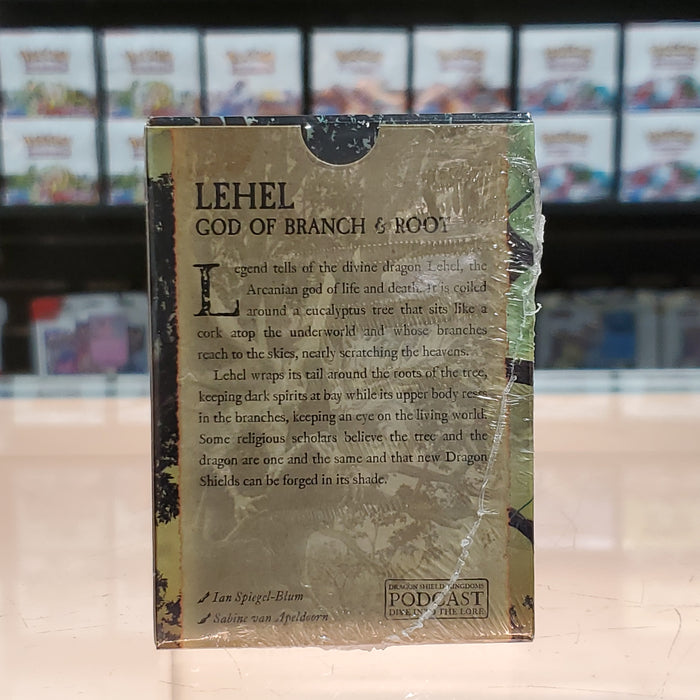 LEHEL
GOD OF BRANCH & ROOT
Legend tells of the divine dragon Lehel, the
Arcanian god of life and death. It is coiled
around a eucalyptus tree that sits like a
cork atop the underworld and whose branches
reach to the skies, nearly scratching the heavens.
Lehel wraps its tail around the roots of the tree,
keeping dark spirits at bay while its upper body rests
in the branches, keeping an eye on the living world.
Some religious scholars believe the tree and the
dragon are one and the same and that new Dragon
Shields can be forged in its shade.
Ian Spiegel-Blum
Sabine van Apeldoorn
DRAGON SHIELD KINGDOMS
PODCAST
DIVE INTO THE LORE